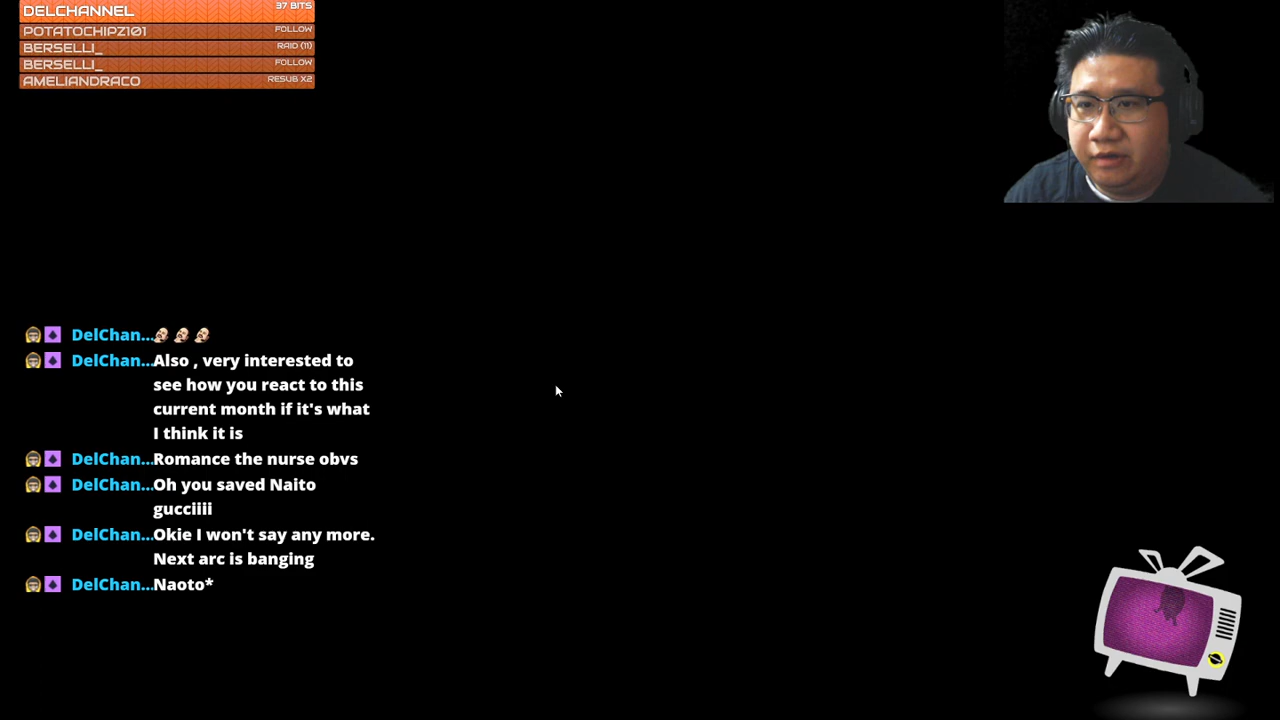 DELCHANNEL 37 BITS
POTATOCHIPZ101 FOLLOW
BERSELLI_ RAID (11)
BERSELLI_ FOLLOW
AMELIANDRACO RESUB X2
DelChan...
DelChan...Also , very interested to
see how you react to this
current month if it's what
I think it is
DelChan...Romance the nurse obvs
DelChan...Oh you saved Naito
gucciiii
DelChan...Okie I won't say any more.
Next arc is banging
DelChan...Naoto*